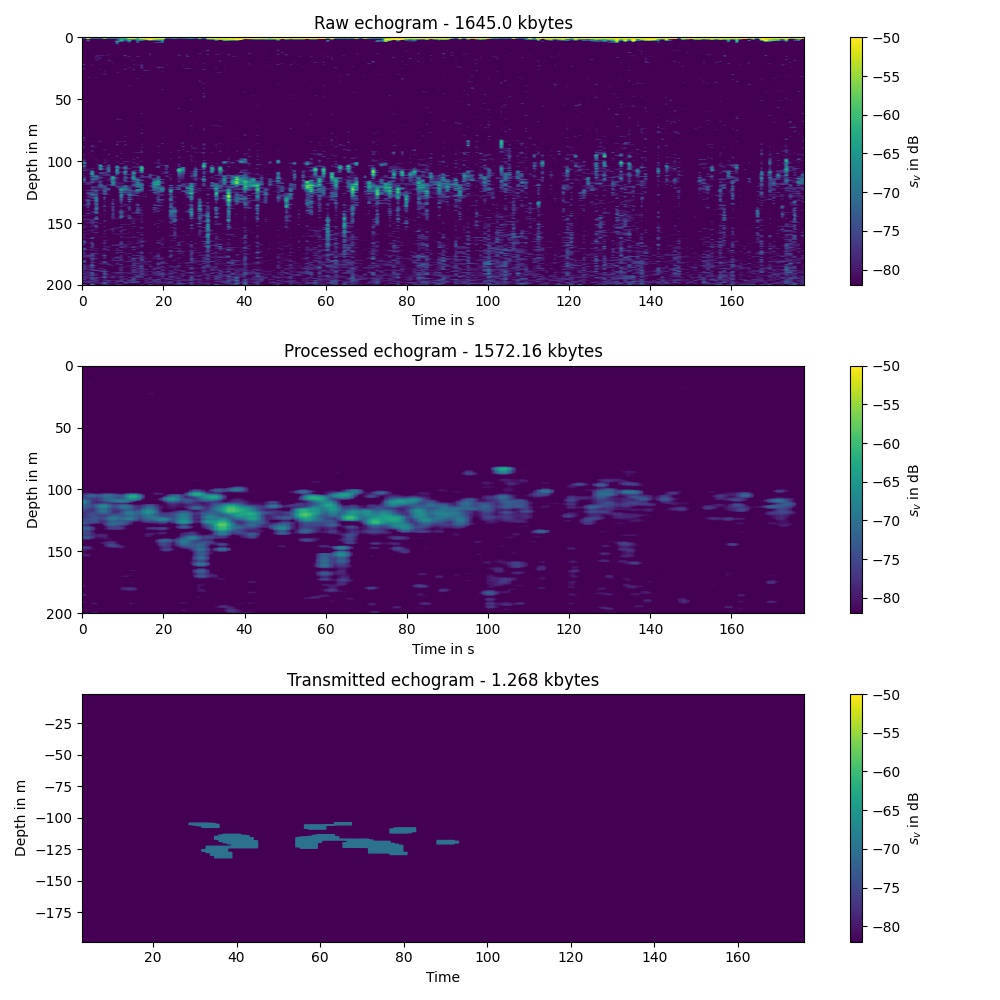 Raw echogram - 1645.0 kbytes
0
50
100
150
200
Depth in m
0 20 40 60 80 100 120 140 160
Time in s
−50
−55
−60
−65
−70
−75
−80
s_v in dB
Processed echogram - 1572.16 kbytes
0
50
100
150
200
Depth in m
0 20 40 60 80 100 120 140 160
Time in s
−50
−55
−60
−65
−70
−75
−80
s_v in dB
Transmitted echogram - 1.268 kbytes
−25
−50
−75
−100
−125
−150
−175
Depth in m
20 40 60 80 100 120 140 160
Time
−50
−55
−60
−65
−70
−75
−80
s_v in dB